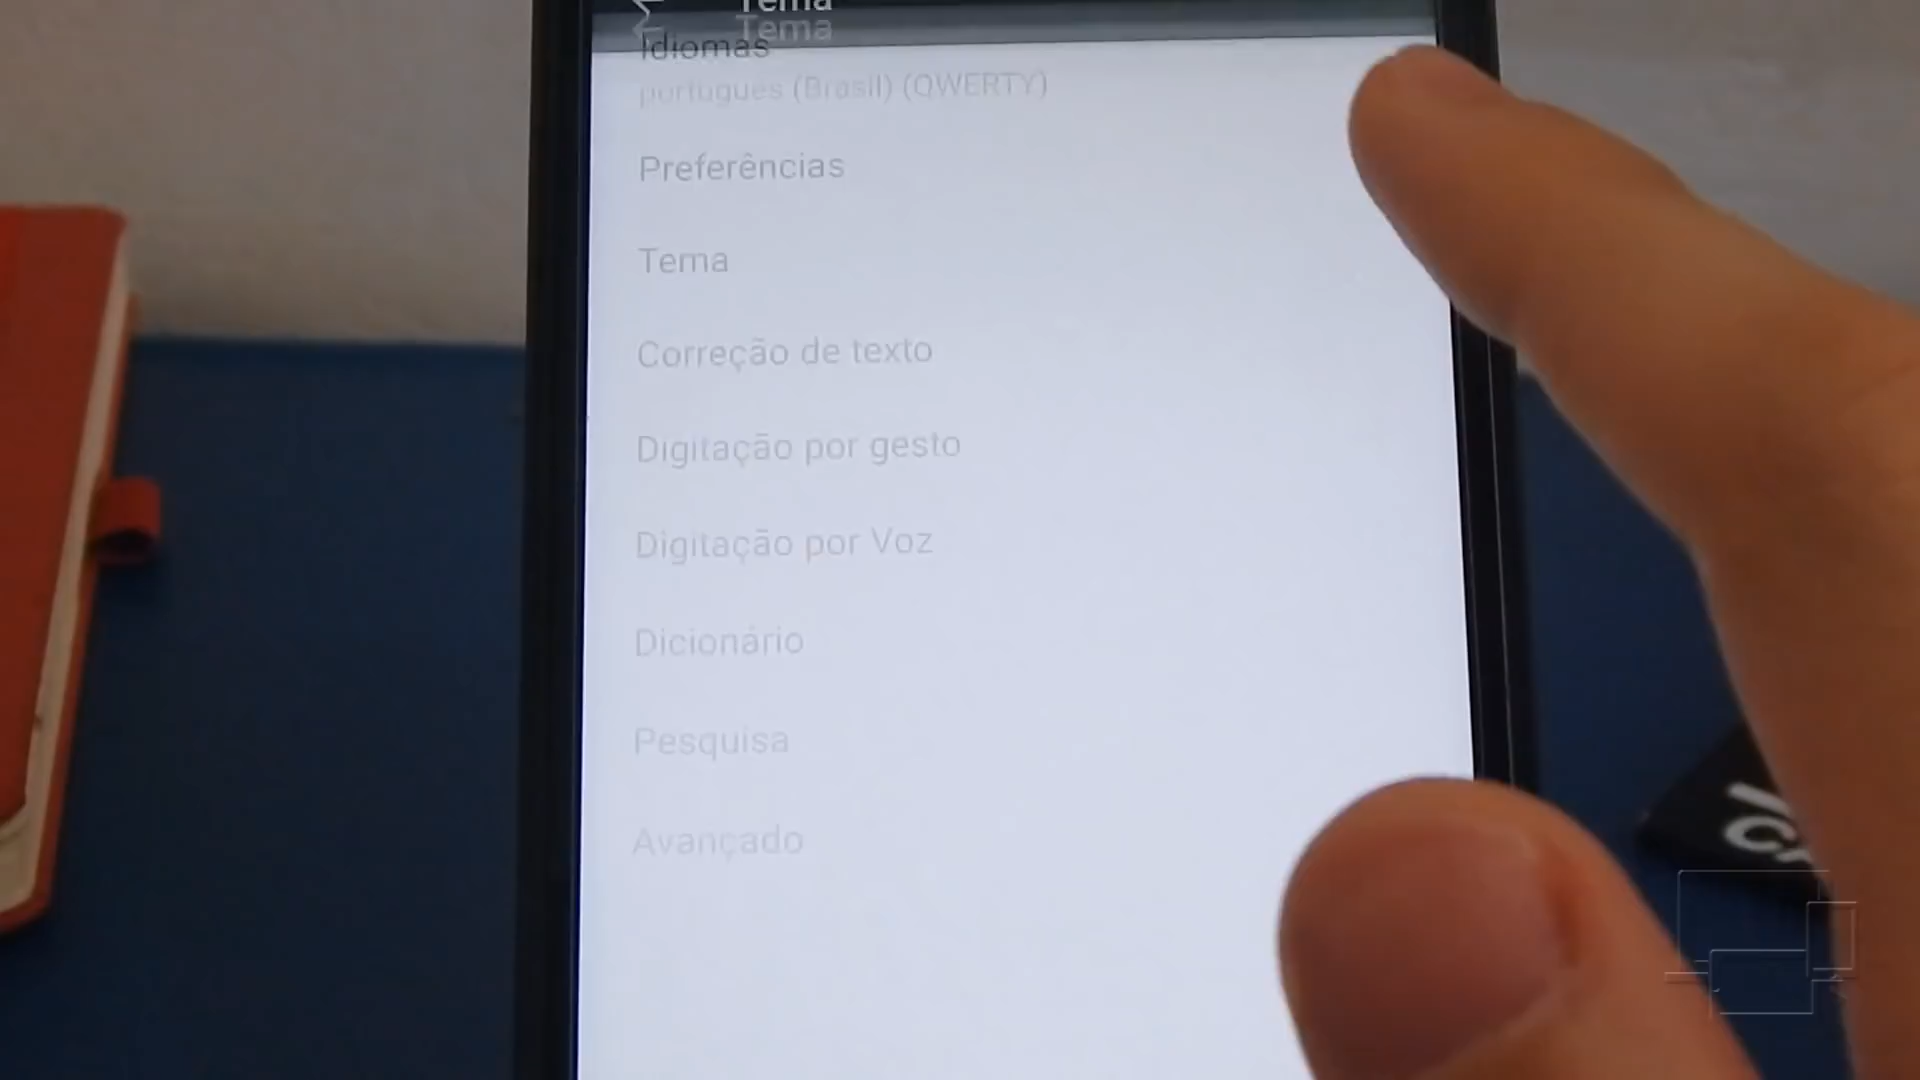 Tema
Tema
Idiomas
português (Brasil) (QWERTY)
Preferências
Tema
Correção de texto
Digitação por gesto
Digitação por Voz
Dicionário
Pesquisa
Avançado